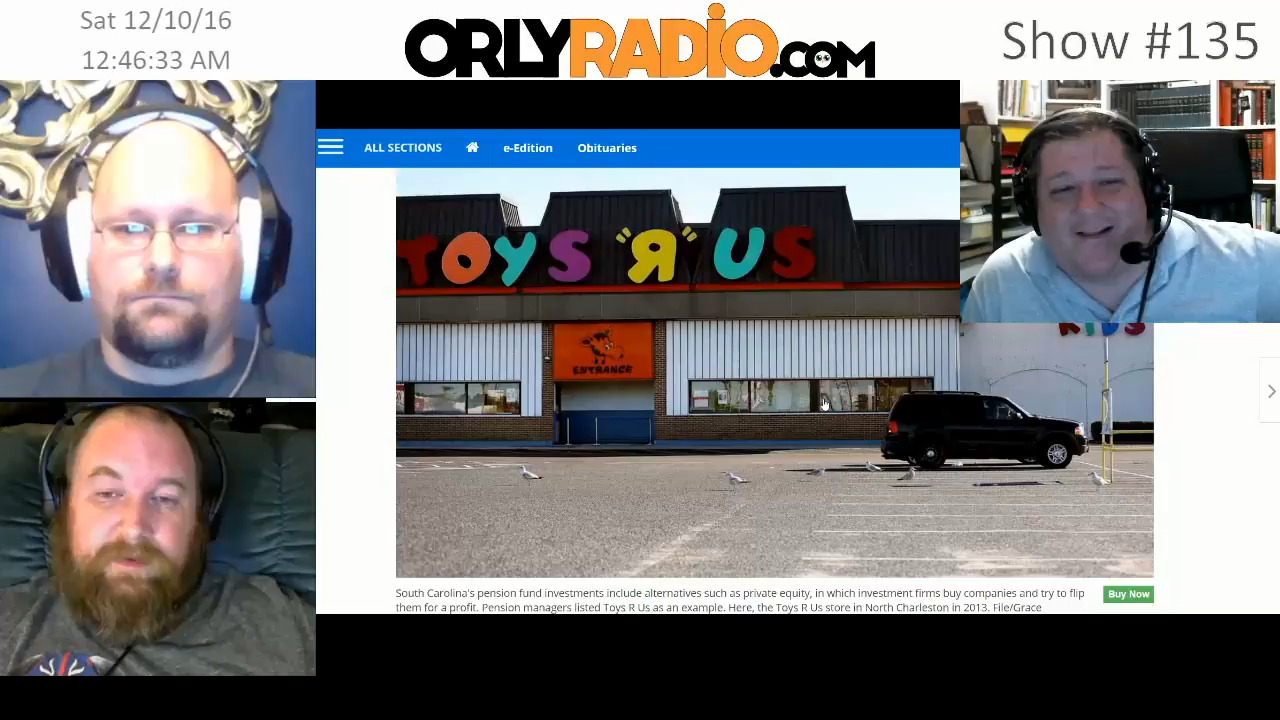 Sat 12/10/16
12:46:33 AM
ORLYRADIO.COM
Show #135
ALL SECTIONS
e-Edition
Obituaries
TOYS "R" US
ENTRANCE
KIDS
South Carolina's pension fund investments include alternatives such as private equity, in which investment firms buy companies and try to flip
them for a profit. Pension managers listed Toys R Us as an example. Here, the Toys R Us store in North Charleston in 2013. File/Grace
Buy Now